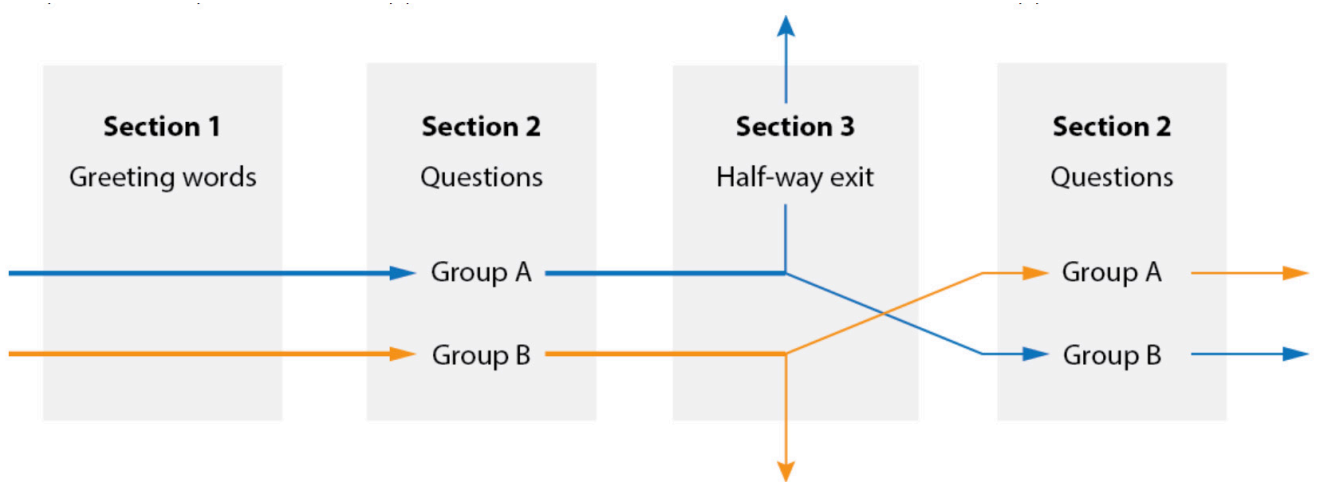 Section 1
Greeting words
Section 2
Questions
Group A
Group B
Section 3
Half-way exit
Section 2
Questions
Group A
Group B